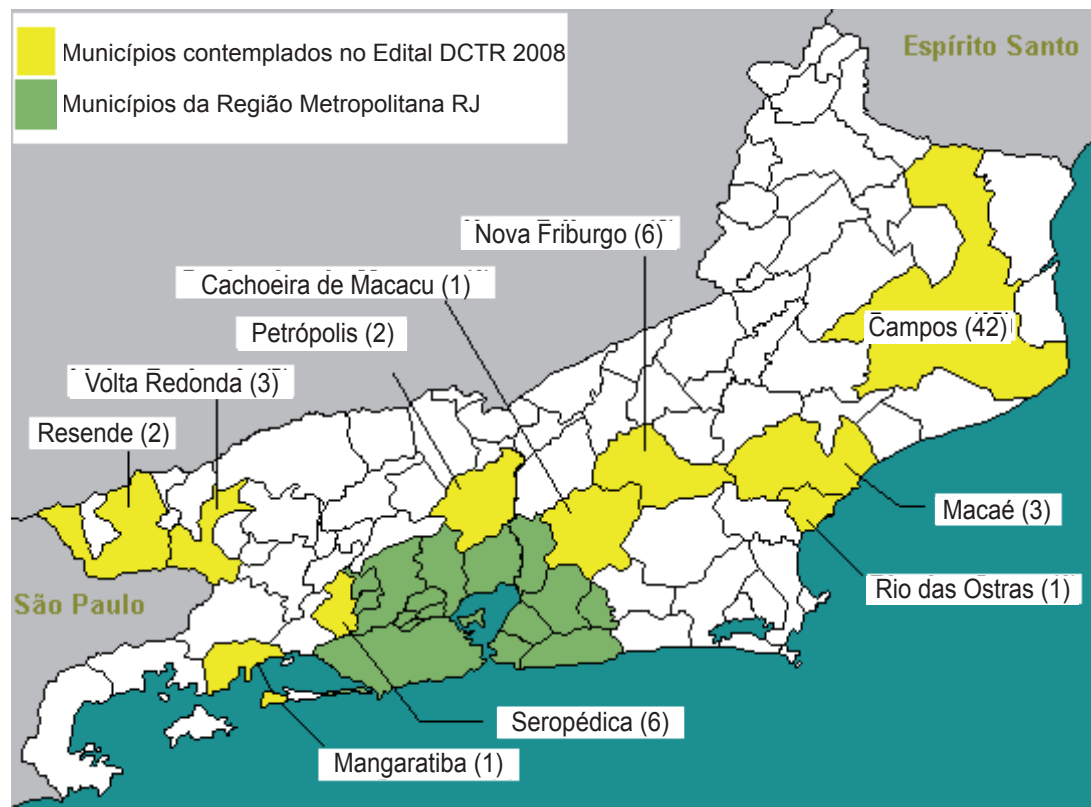 Municípios contemplados no Edital DCTR 2008
Municípios da Região Metropolitana RJ
Espírito Santo
Nova Friburgo (6)
Cachoeira de Macacu (1)
Petrópolis (2)
Campos (42)
Volta Redonda (3)
Resende (2)
Macaé (3)
Rio das Ostras (1)
São Paulo
Seropédica (6)
Mangaratiba (1)